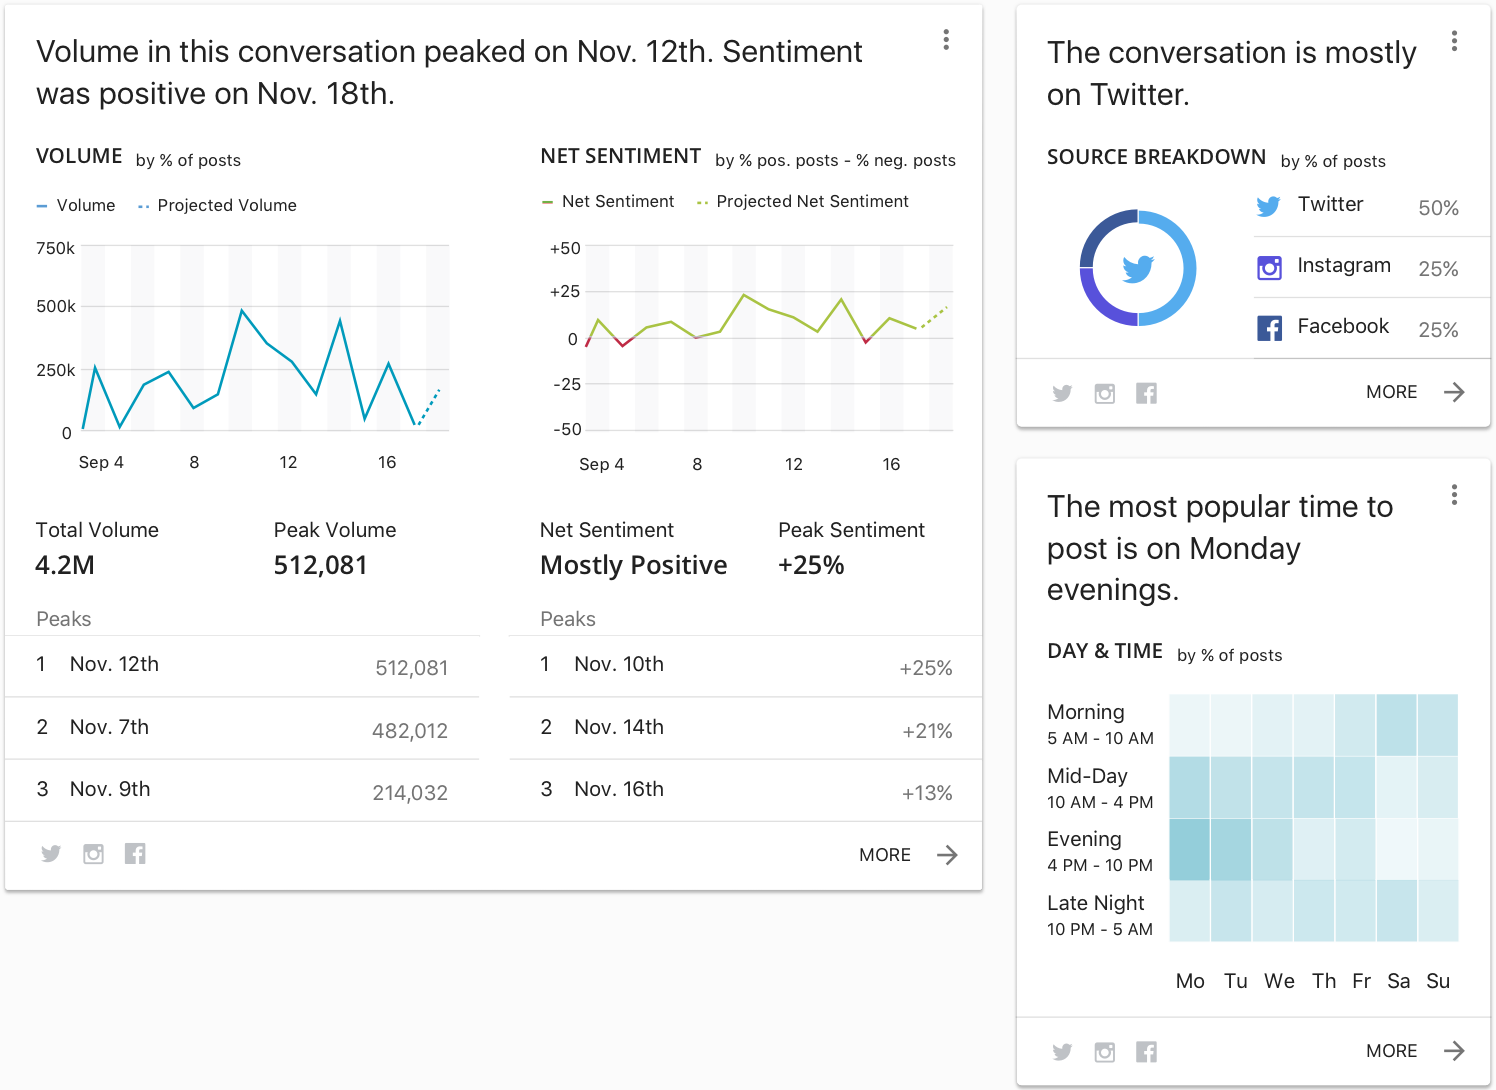 Volume in this conversation peaked on Nov. 12th. Sentiment
was positive on Nov. 18th.
VOLUME by % of posts
Volume Projected Volume
750k
500k
250k
0
Sep 4 8 12 16
NET SENTIMENT by % pos. posts - % neg. posts
Net Sentiment Projected Net Sentiment
+50
+25
0
-25
-50
Sep 4 8 12 16
Total Volume Peak Volume
4.2M 512,081
Peaks
1 Nov. 12th 512,081
2 Nov. 7th 482,012
3 Nov. 9th 214,032
Net Sentiment Peak Sentiment
Mostly Positive +25%
Peaks
1 Nov. 10th +25%
2 Nov. 14th +21%
3 Nov. 16th +13%
MORE
The conversation is mostly
on Twitter.
SOURCE BREAKDOWN by % of posts
Twitter 50%
Instagram 25%
Facebook 25%
MORE
The most popular time to
post is on Monday
evenings.
DAY & TIME by % of posts
Morning
5 AM - 10 AM
Mid-Day
10 AM - 4 PM
Evening
4 PM - 10 PM
Late Night
10 PM - 5 AM
Mo Tu We Th Fr Sa Su
MORE